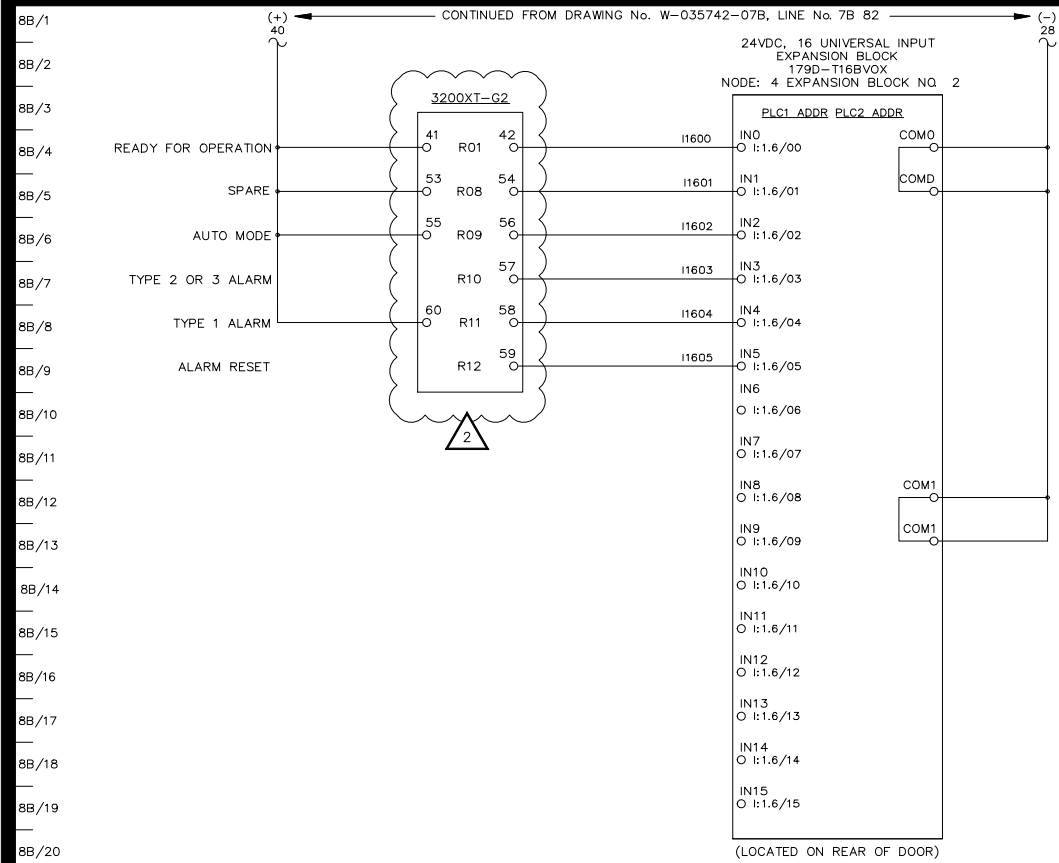 8B/1
(+) CONTINUED FROM DRAWING No. W-035742-07B, LINE No. 7B 82 (-)
40 28
24VDC, 16 UNIVERSAL INPUT
8B/2 EXPANSION BLOCK
179D-T16BVOX
NODE: 4 EXPANSION BLOCK NO. 2
8B/3 3200XT-G2 PLC1 ADDR PLC2 ADDR
8B/4 READY FOR OPERATION 41 R01 42 I1600 IN0 I:1.6/00 COM0
8B/5 SPARE 53 R08 54 I1601 IN1 I:1.6/01 COMD
8B/6 AUTO MODE 55 R09 56 I1602 IN2 I:1.6/02
8B/7 TYPE 2 OR 3 ALARM R10 57 I1603 IN3 I:1.6/03
8B/8 TYPE 1 ALARM 60 R11 58 I1604 IN4 I:1.6/04
8B/9 ALARM RESET R12 59 I1605 IN5 I:1.6/05
8B/10 IN6 I:1.6/06
2
8B/11 IN7 I:1.6/07
8B/12 IN8 I:1.6/08 COM1
8B/13 IN9 I:1.6/09 COM1
8B/14 IN10 I:1.6/10
8B/15 IN11 I:1.6/11
8B/16 IN12 I:1.6/12
8B/17 IN13 I:1.6/13
8B/18 IN14 I:1.6/14
8B/19 IN15 I:1.6/15
8B/20 (LOCATED ON REAR OF DOOR)